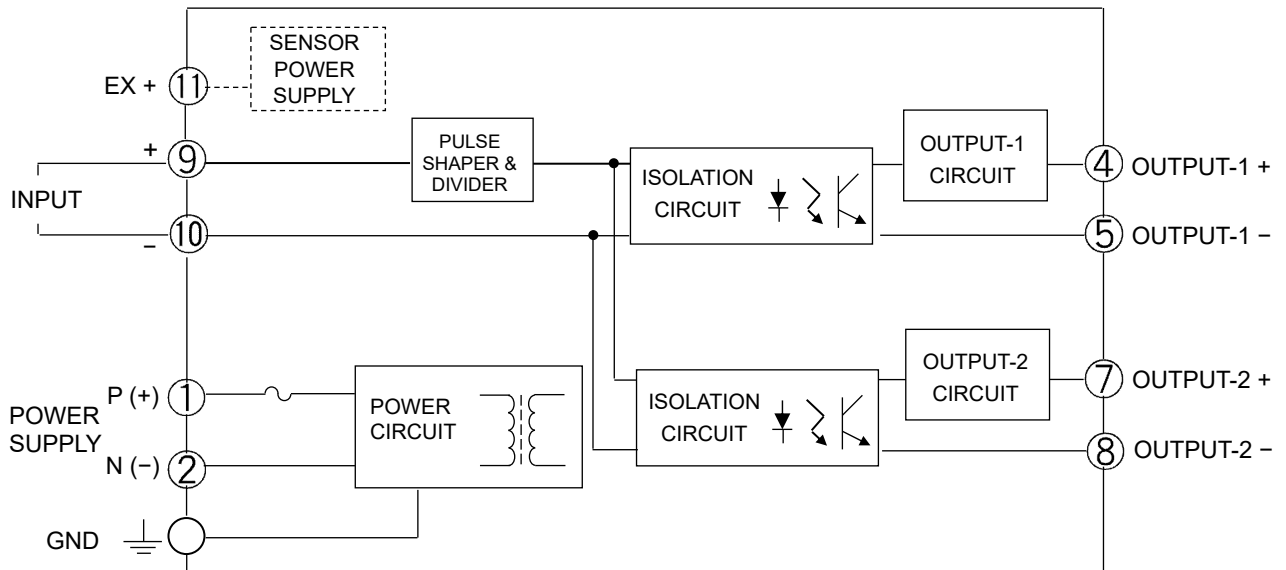 SENSOR
POWER
SUPPLY
EX +
11
+
9
PULSE
SHAPER &
DIVIDER
OUTPUT-1
CIRCUIT
4
OUTPUT-1 +
ISOLATION
CIRCUIT
INPUT
−
10
5
OUTPUT-1 −
OUTPUT-2
CIRCUIT
7
OUTPUT-2 +
P (+)
1
POWER
SUPPLY
POWER
CIRCUIT
ISOLATION
CIRCUIT
N (−)
2
8
OUTPUT-2 −
GND